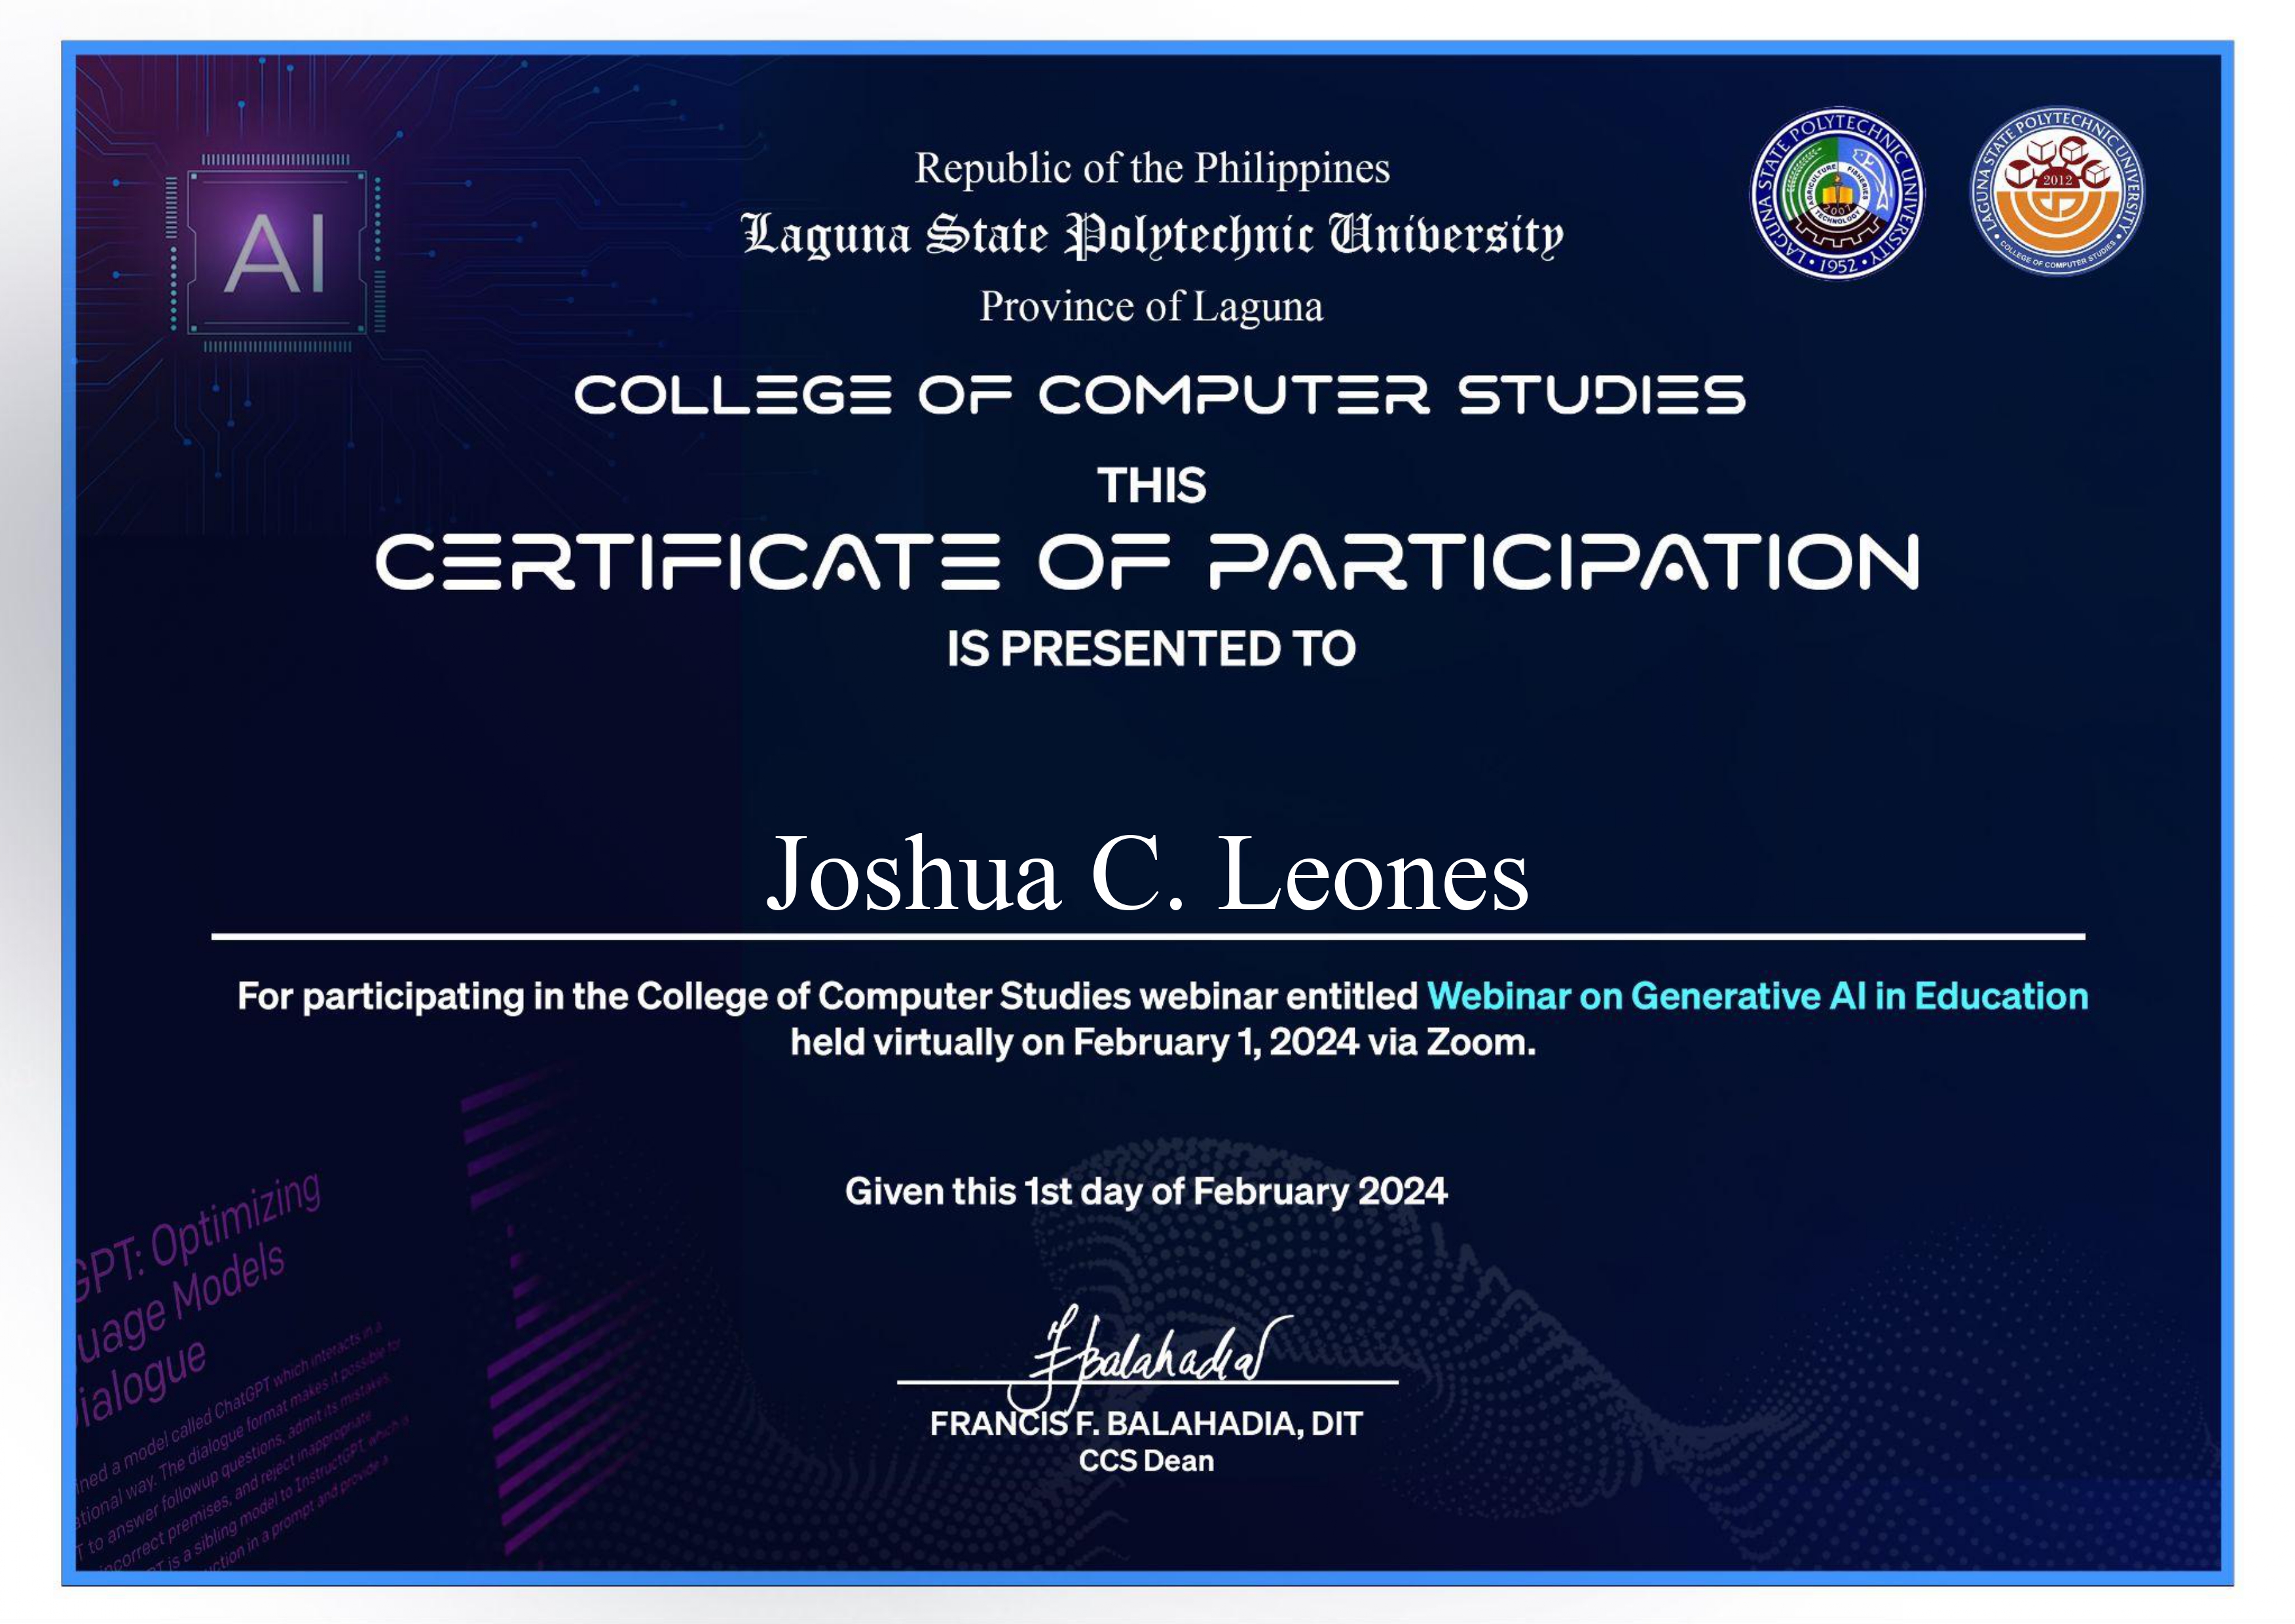 AI
Republic of the Philippines
Laguna State Polytechnic University
Province of Laguna
LAGUNA STATE POLYTECHNIC UNIVERSITY
• 1952 •
AGRICULTURE
FISHERIES
TECHNOLOGY
2007
LAGUNA STATE POLYTECHNIC UNIVERSITY
2012
• COLLEGE OF COMPUTER STUDIES •
COLLEGE OF COMPUTER STUDIES
THIS
CERTIFICATE OF PARTICIPATION
IS PRESENTED TO
Joshua C. Leones
For participating in the College of Computer Studies webinar entitled Webinar on Generative AI in Education
held virtually on February 1, 2024 via Zoom.
Given this 1st day of February 2024
GPT: Optimizing
uage Models
ialogue
ined a model called ChatGPT which interacts in a
ational way. The dialogue format makes it possible for
T to answer followup questions, admit its mistakes,
incorrect premises, and reject inappropriate
PT is a sibling model to InstructGPT, which is
uction in a prompt and provide a
FBalahadia
FRANCIS F. BALAHADIA, DIT
CCS Dean